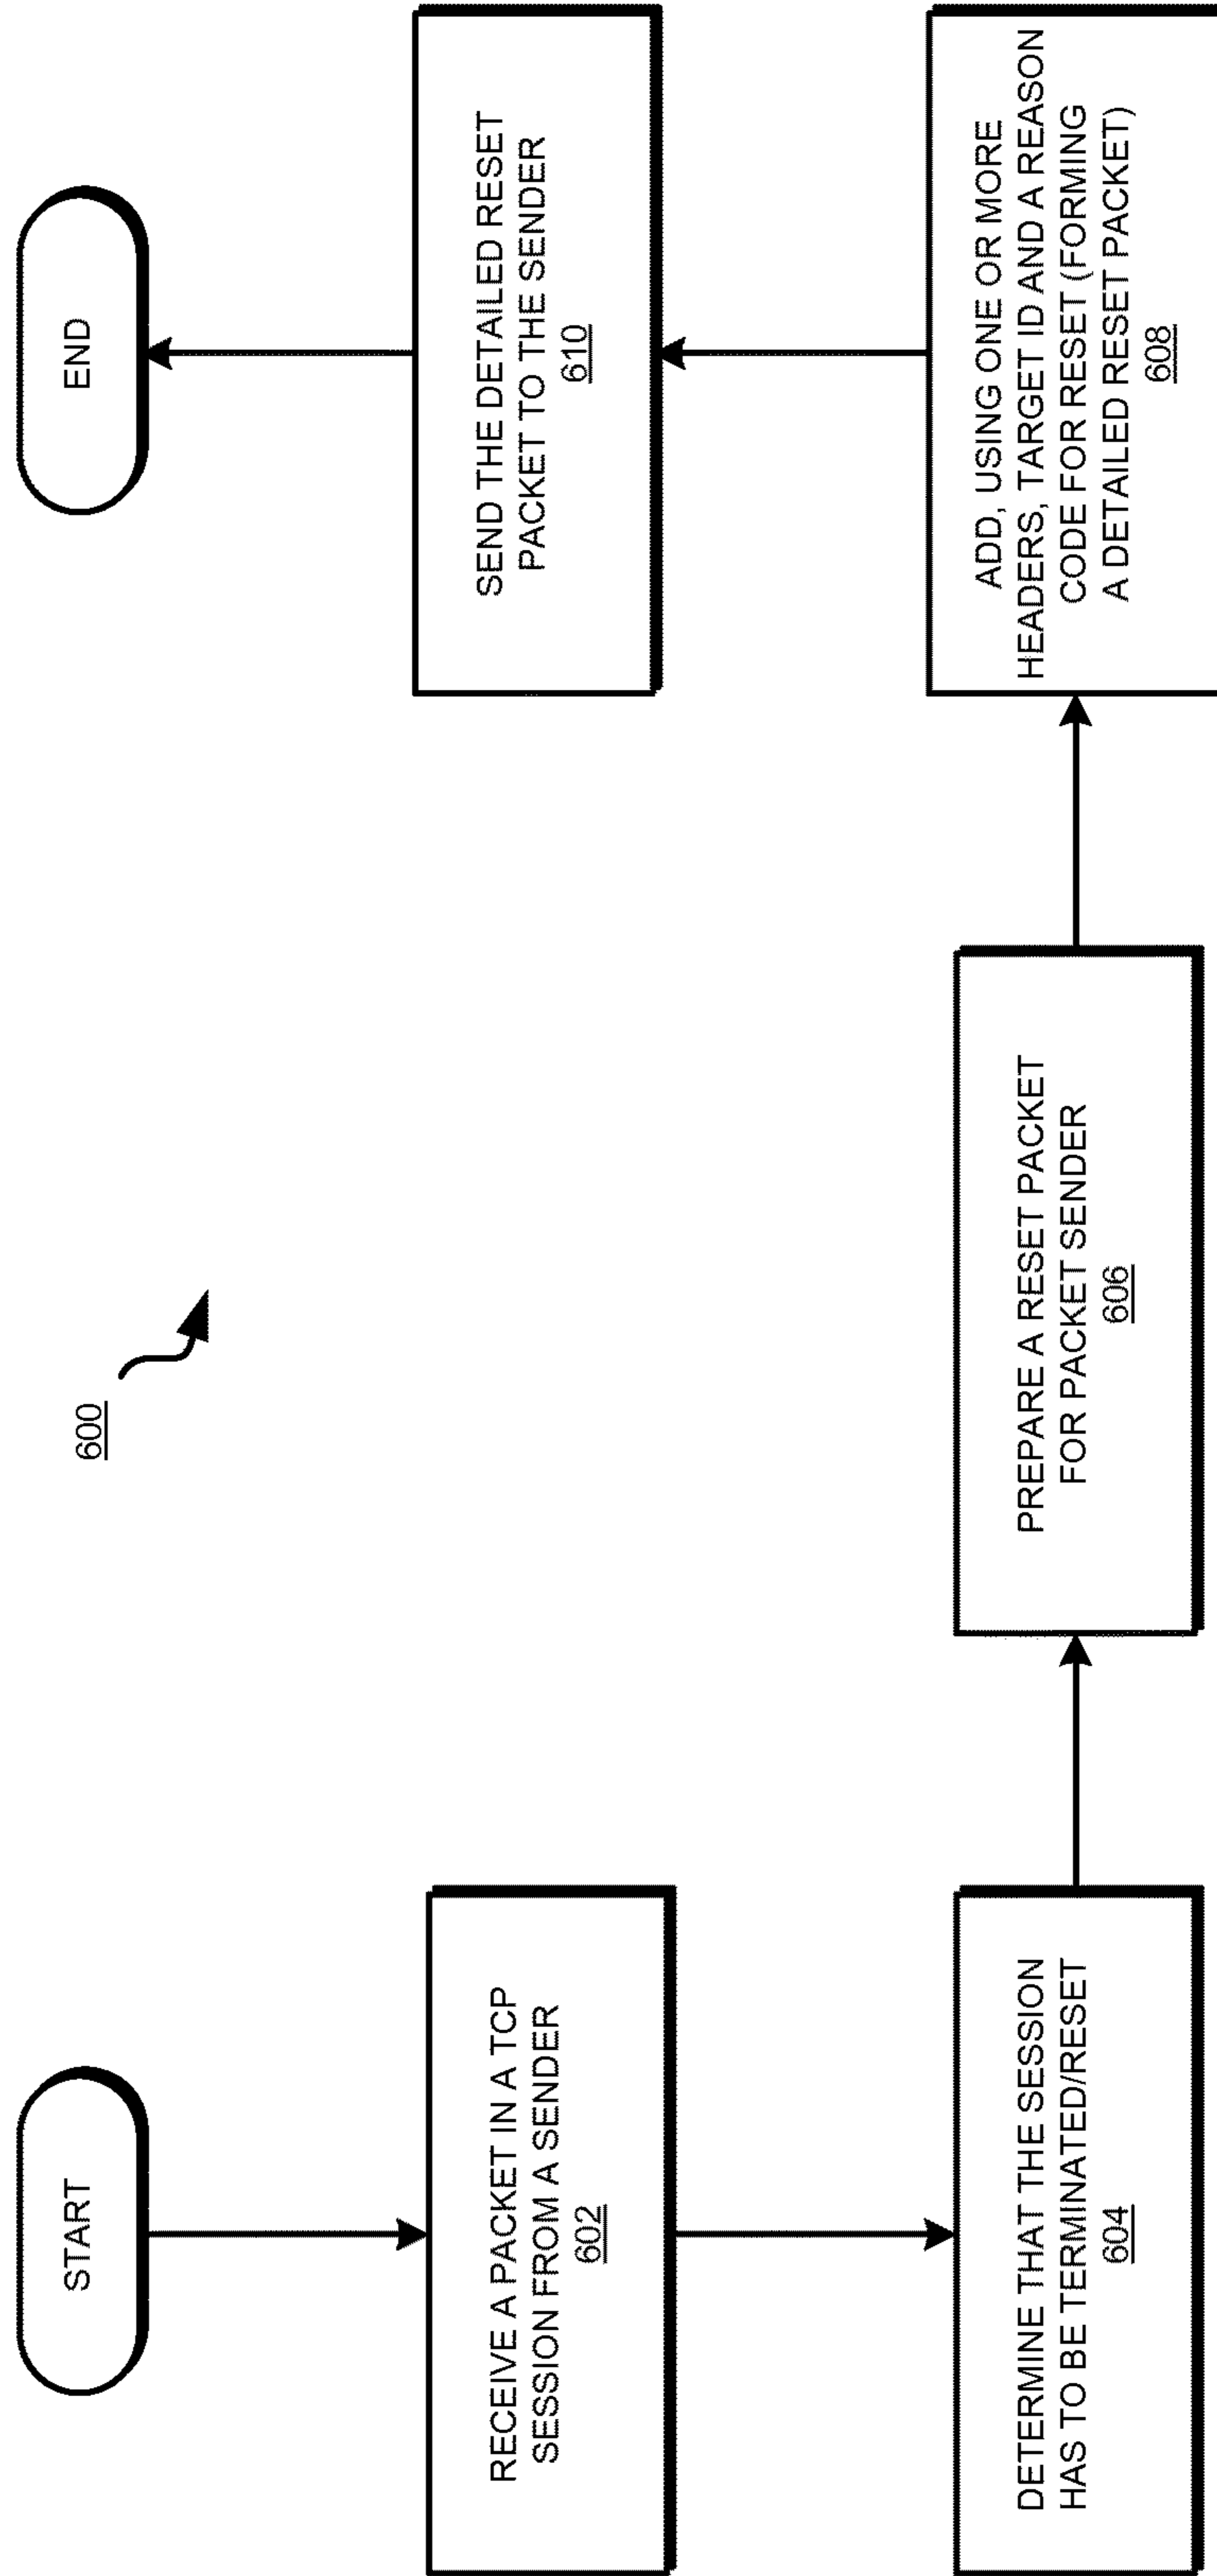 600
START
RECEIVE A PACKET IN A TCP
SESSION FROM A SENDER
602
DETERMINE THAT THE SESSION
HAS TO BE TERMINATED/RESET
604
PREPARE A RESET PACKET
FOR PACKET SENDER
606
ADD, USING ONE OR MORE
HEADERS, TARGET ID AND A REASON
CODE FOR RESET (FORMING
A DETAILED RESET PACKET)
608
SEND THE DETAILED RESET
PACKET TO THE SENDER
610
END